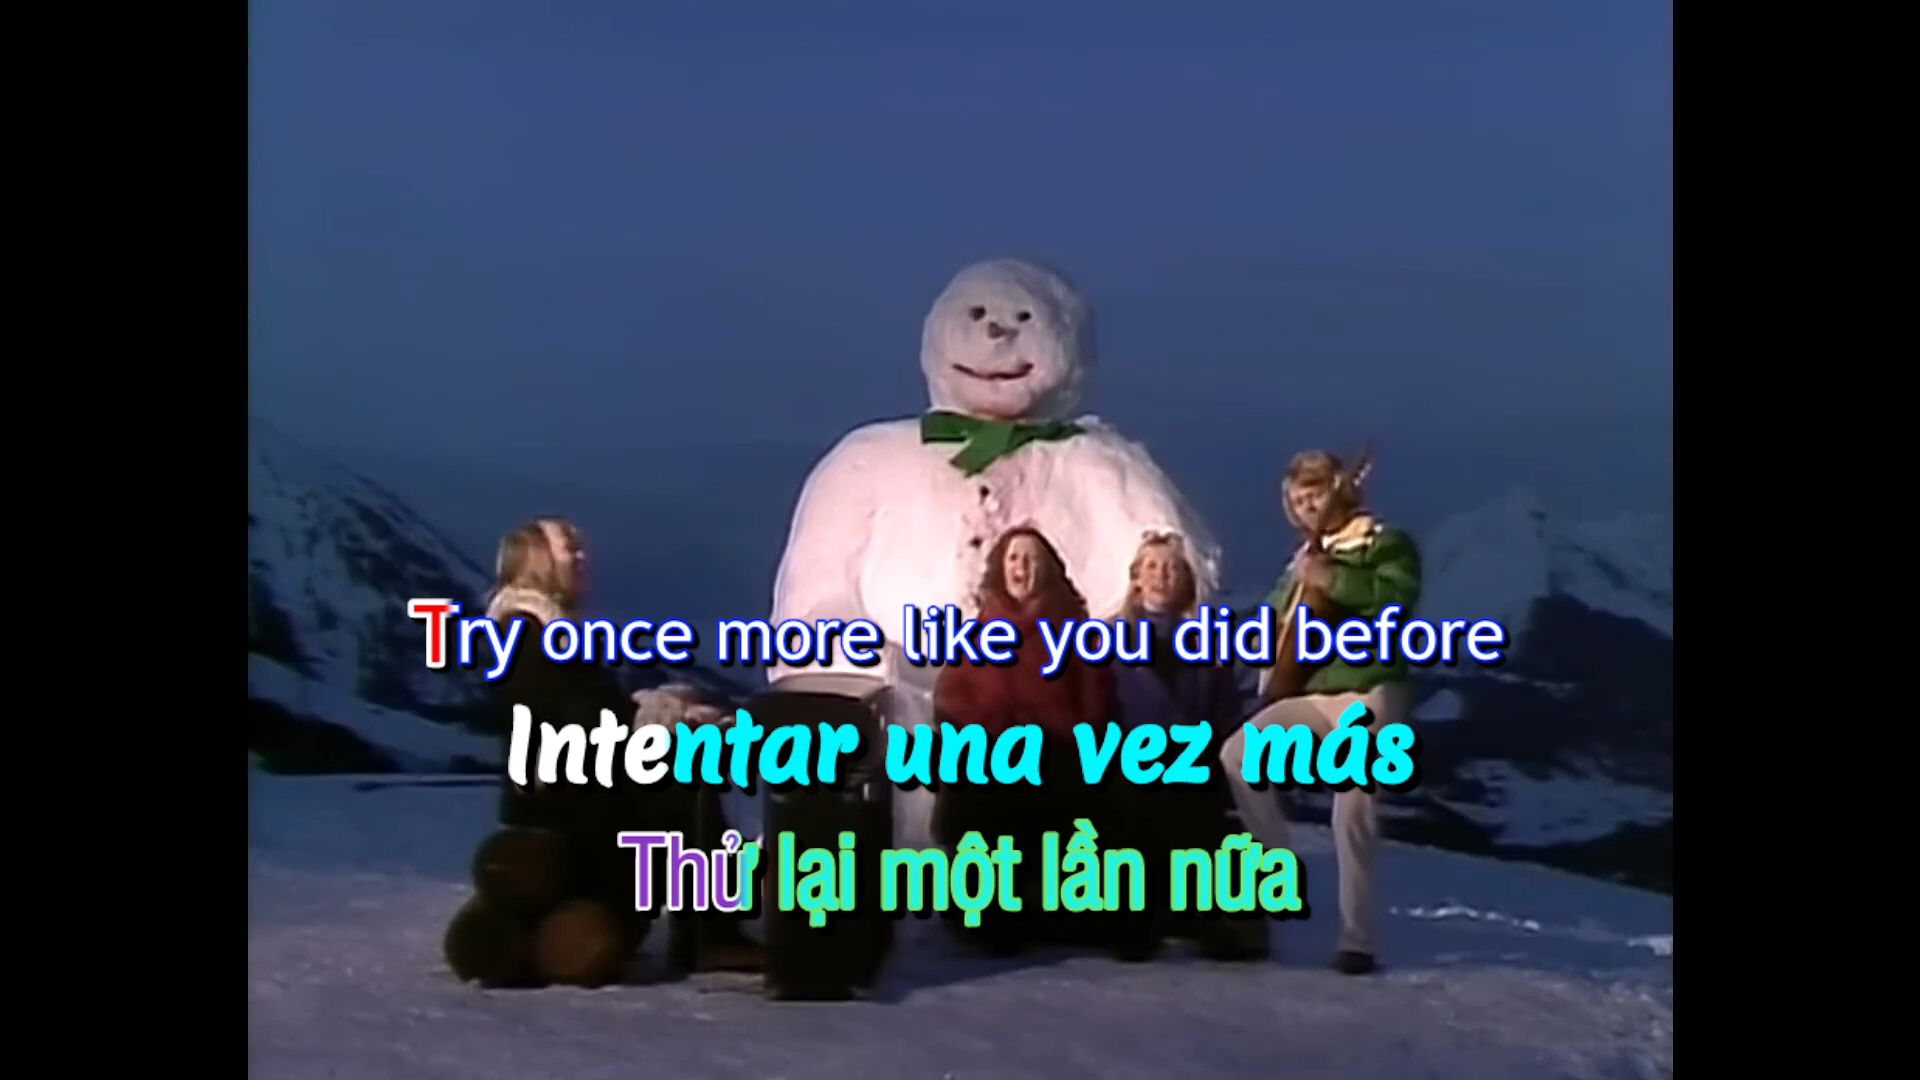 Try once more like you did before
Intentar una vez más
Thử lại một lần nữa